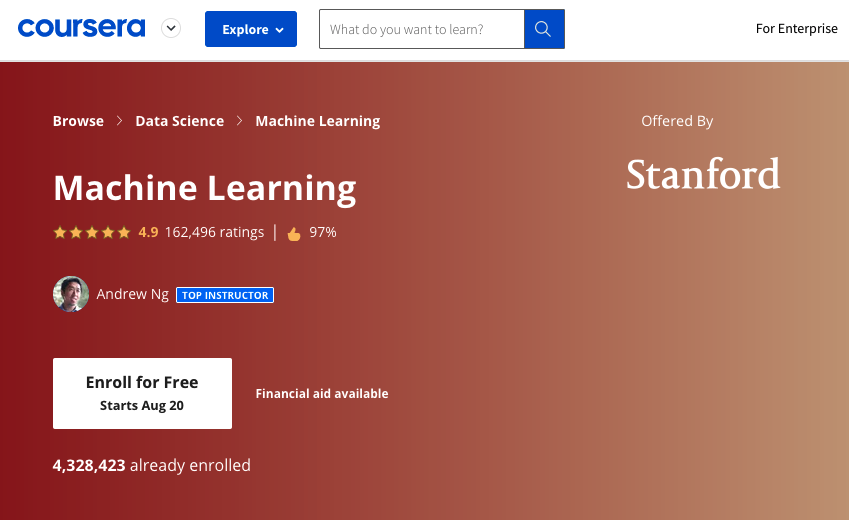 coursera
Explore
What do you want to learn?
For Enterprise
Browse > Data Science > Machine Learning
Offered By
Stanford
Machine Learning
4.9 162,496 ratings | 97%
Andrew Ng TOP INSTRUCTOR
Enroll for Free
Starts Aug 20
Financial aid available
4,328,423 already enrolled